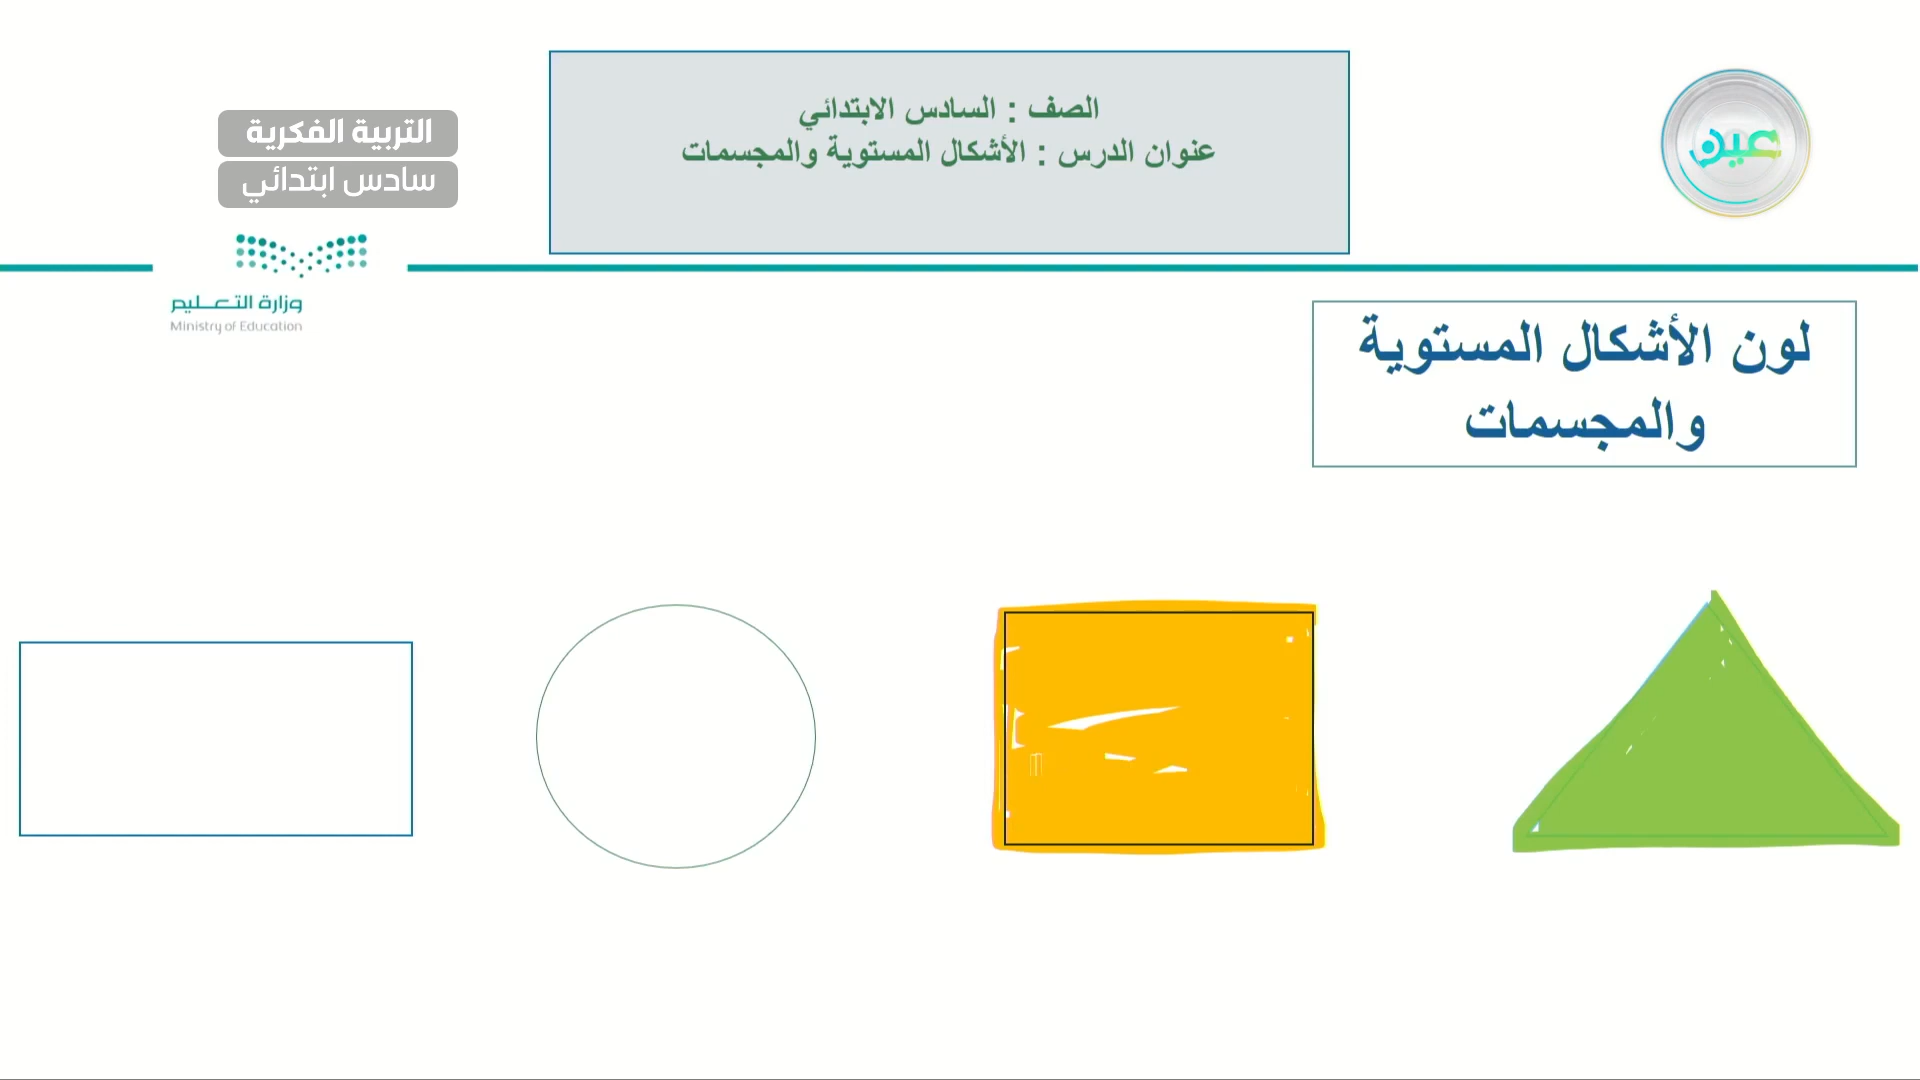 الصف : السادس الابتدائي
عنوان الدرس : الأشكال المستوية والمجسمات
عين
التربية الفكرية
سادس ابتدائي
وزارة التعليم
Ministry of Education
لون الأشكال المستوية
والمجسمات